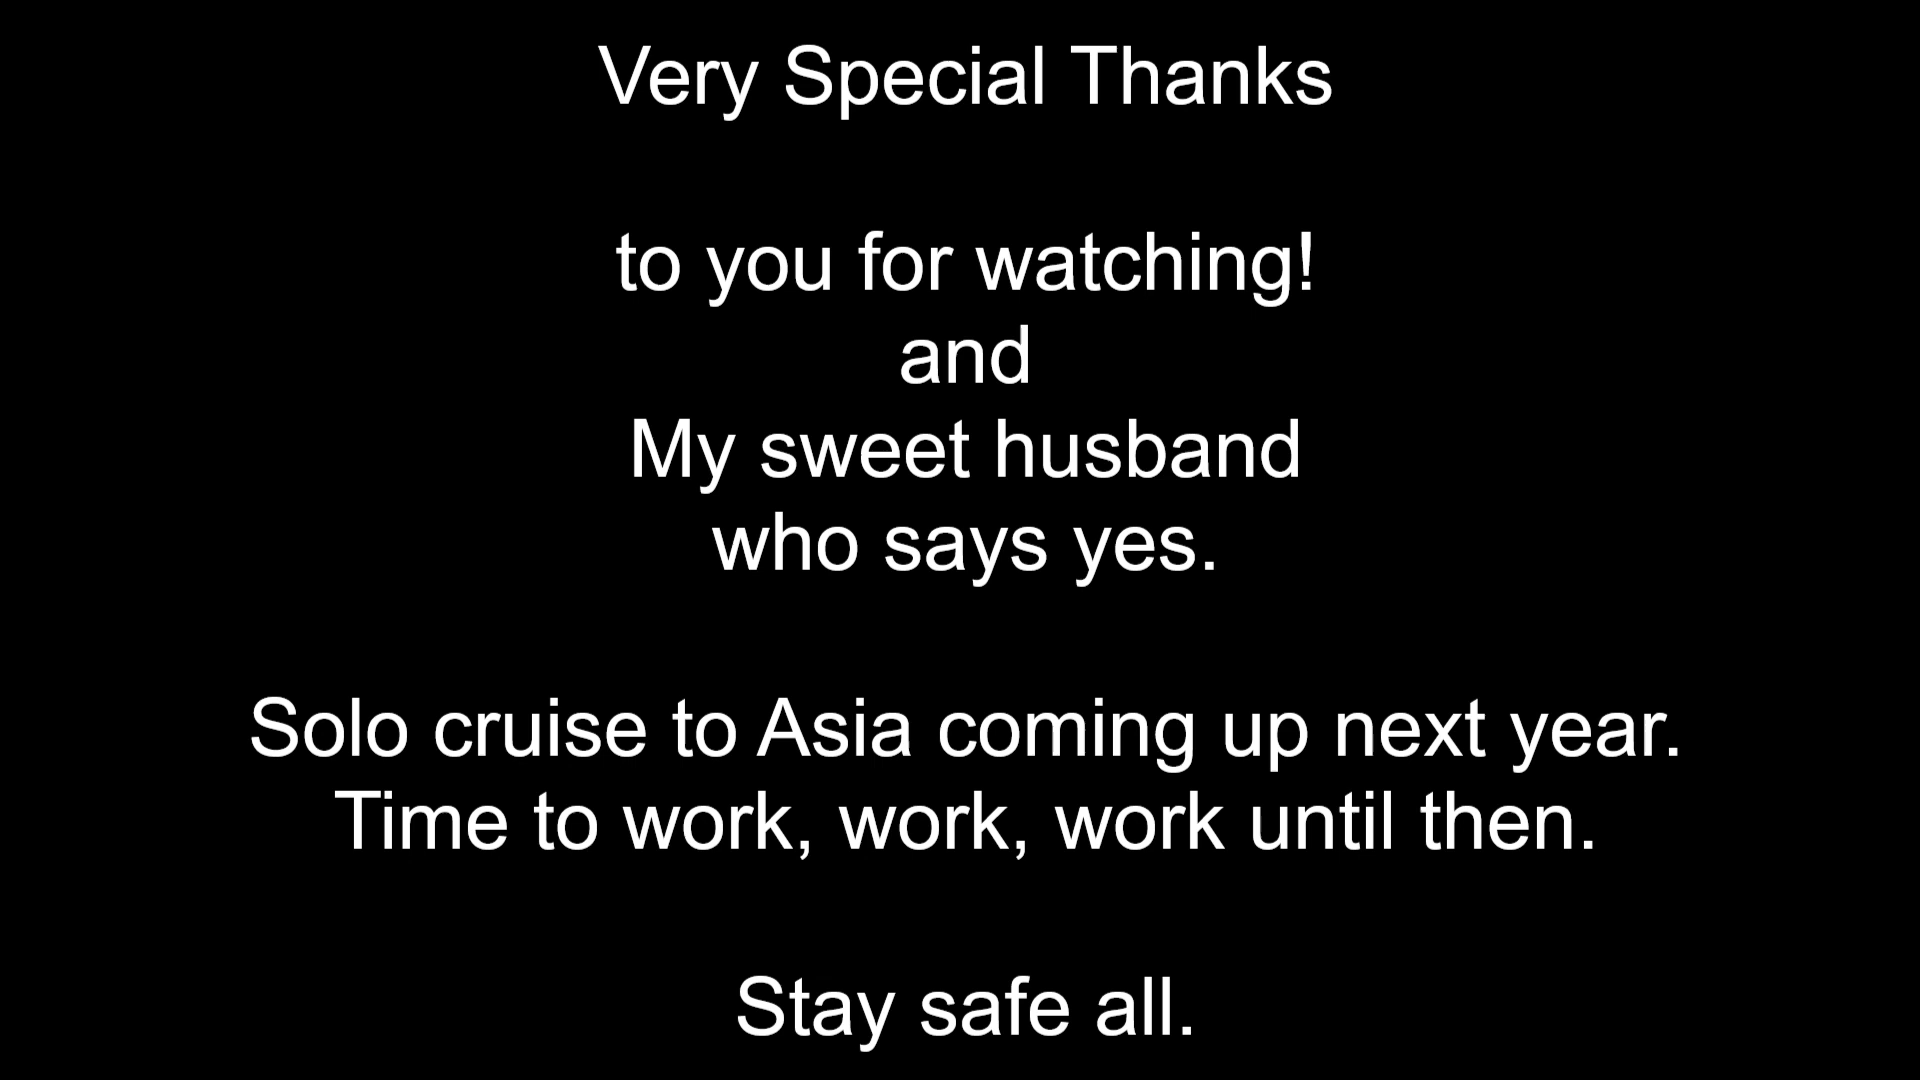 Very Special Thanks
to you for watching!
and
My sweet husband
who says yes.
Solo cruise to Asia coming up next year.
Time to work, work, work until then.
Stay safe all.